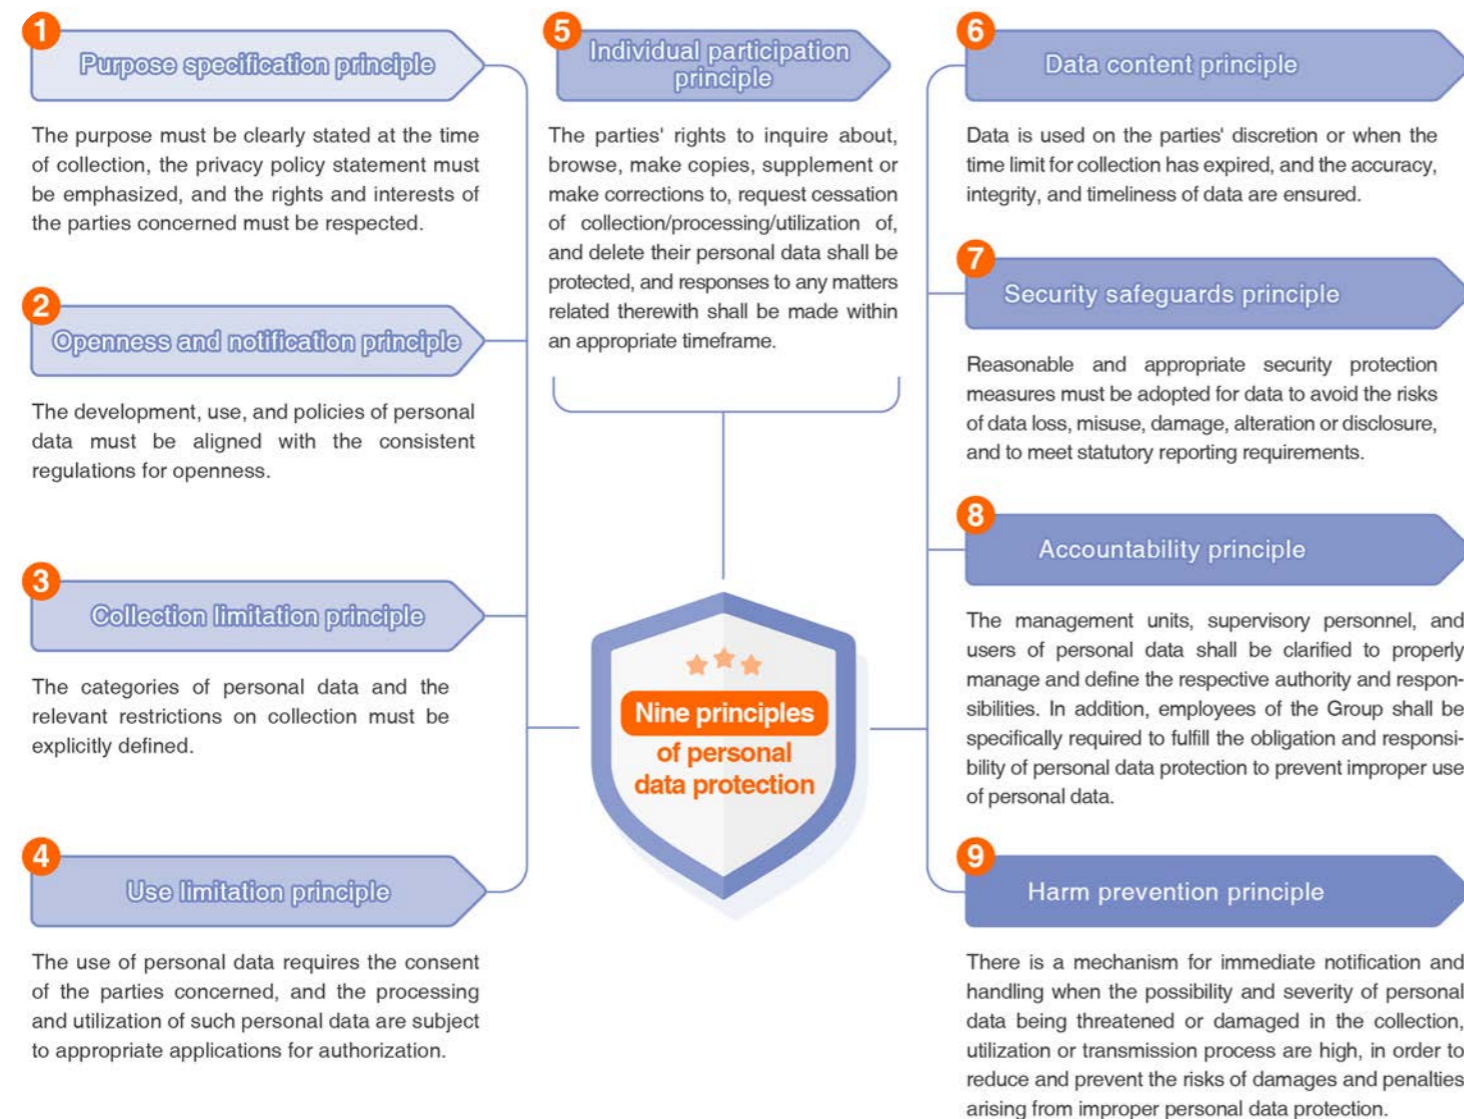 1
Purpose specification principle
The purpose must be clearly stated at the time
of collection, the privacy policy statement must
be emphasized, and the rights and interests of
the parties concerned must be respected.
2
Openness and notification principle
The development, use, and policies of personal
data must be aligned with the consistent
regulations for openness.
3
Collection limitation principle
The categories of personal data and the
relevant restrictions on collection must be
explicitly defined.
4
Use limitation principle
The use of personal data requires the consent
of the parties concerned, and the processing
and utilization of such personal data are subject
to appropriate applications for authorization.
5
Individual participation
principle
The parties' rights to inquire about,
browse, make copies, supplement or
make corrections to, request cessation
of collection/processing/utilization of,
and delete their personal data shall be
protected, and responses to any matters
related therewith shall be made within
an appropriate timeframe.
Nine principles
of personal
data protection
6
Data content principle
Data is used on the parties' discretion or when the
time limit for collection has expired, and the accuracy,
integrity, and timeliness of data are ensured.
7
Security safeguards principle
Reasonable and appropriate security protection
measures must be adopted for data to avoid the risks
of data loss, misuse, damage, alteration or disclosure,
and to meet statutory reporting requirements.
8
Accountability principle
The management units, supervisory personnel, and
users of personal data shall be clarified to properly
manage and define the respective authority and respon-
sibilities. In addition, employees of the Group shall be
specifically required to fulfill the obligation and responsi-
bility of personal data protection to prevent improper use
of personal data.
9
Harm prevention principle
There is a mechanism for immediate notification and
handling when the possibility and severity of personal
data being threatened or damaged in the collection,
utilization or transmission process are high, in order to
reduce and prevent the risks of damages and penalties
arising from improper personal data protection.